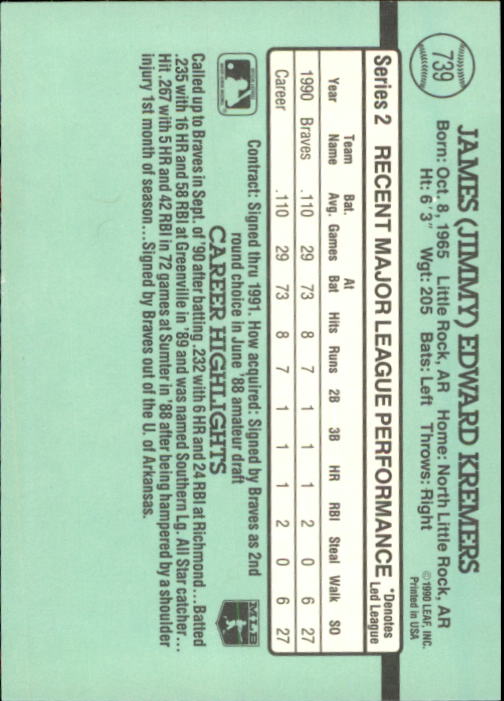 739
JAMES (JIMMY) EDWARD KREMERS
Born: Oct. 8, 1965 Little Rock, AR Home: North Little Rock, AR
Ht: 6'3" Wgt: 205 Bats: Left Throws: Right
©1990 LEAF, INC.
Printed in USA
Series 2 RECENT MAJOR LEAGUE PERFORMANCE *Denotes Led League
Year Team Name Bat. Avg. Games At Bat Hits Runs 2B 3B HR RBI Steal Walk SO
1990 Braves .110 29 73 8 7 1 1 1 2 0 6 27
Career .110 29 73 8 7 1 1 1 2 0 6 27
Contract: Signed thru 1991. How acquired: Signed by Braves as 2nd
round choice in June '88 amateur draft
CAREER HIGHLIGHTS
MLB
Called up to Braves in Sept. of '90 after batting .232 with 6 HR and 24 RBI at Richmond...Batted
.235 with 16 HR and 58 RBI at Greenville in '89 and was named Southern Lg. All Star catcher...
Hit .267 with 5 HR and 42 RBI in 72 games at Sumter in '88 after being hampered by a shoulder
injury 1st month of season...Signed by Braves out of the U. of Arkansas.